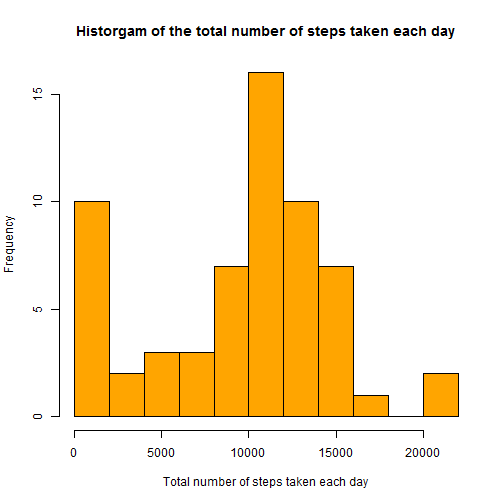 Historgam of the total number of steps taken each day
Frequency
15
10
5
0
0 5000 10000 15000 20000
Total number of steps taken each day